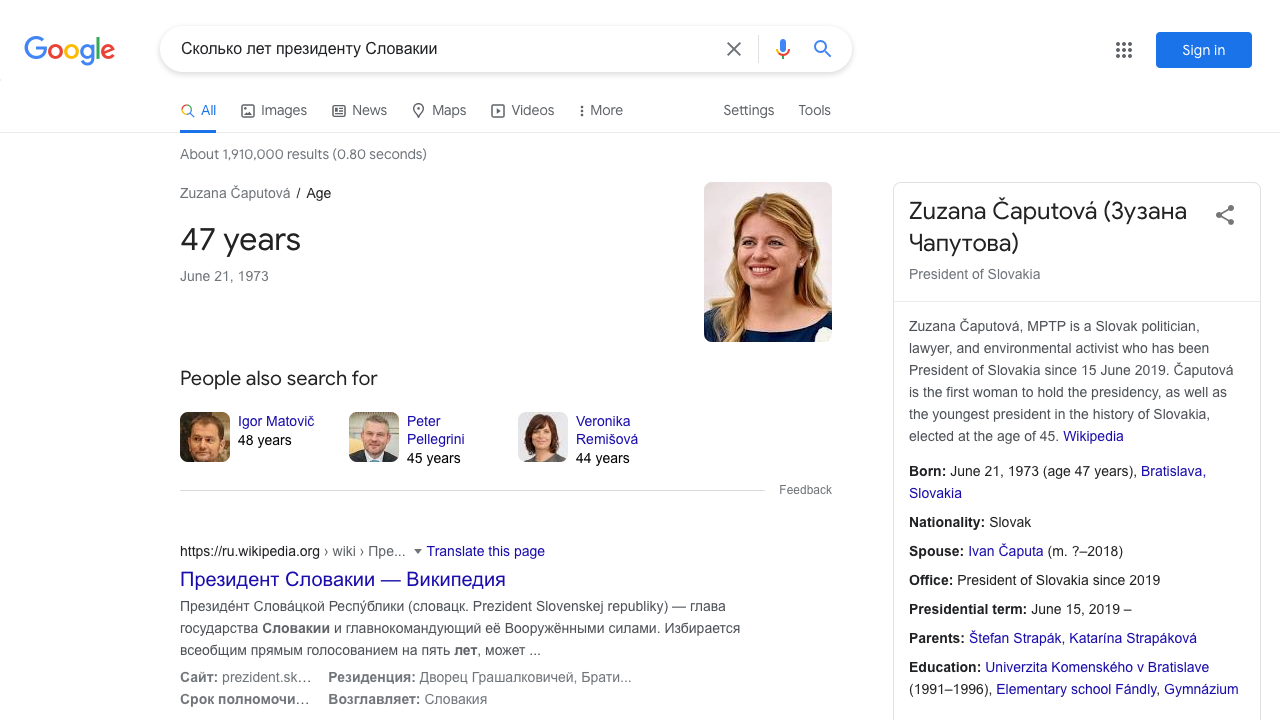 Google
Сколько лет президенту Словакии
Sign in
All
Images
News
Maps
Videos
More
Settings
Tools
About 1,910,000 results (0.80 seconds)
Zuzana Čaputová / Age
47 years
June 21, 1973
People also search for
Igor Matovič
48 years
Peter
Pellegrini
45 years
Veronika
Remišová
44 years
Feedback
https://ru.wikipedia.org › wiki › Пре... Translate this page
Президент Словакии — Википедия
Президе́нт Слова́цкой Респу́блики (словацк. Prezident Slovenskej republiky) — глава
государства Словакии и главнокомандующий её Вооружёнными силами. Избирается
всеобщим прямым голосованием на пять лет, может ...
Сайт: prezident.sk... Резиденция: Дворец Грашалковичей, Брати...
Срок полномочи... Возглавляет: Словакия
Zuzana Čaputová (Зузана
Чапутова)
President of Slovakia
Zuzana Čaputová, MPTP is a Slovak politician,
lawyer, and environmental activist who has been
President of Slovakia since 15 June 2019. Čaputová
is the first woman to hold the presidency, as well as
the youngest president in the history of Slovakia,
elected at the age of 45. Wikipedia
Born: June 21, 1973 (age 47 years), Bratislava,
Slovakia
Nationality: Slovak
Spouse: Ivan Čaputa (m. ?–2018)
Office: President of Slovakia since 2019
Presidential term: June 15, 2019 –
Parents: Štefan Strapák, Katarína Strapáková
Education: Univerzita Komenského v Bratislave
(1991–1996), Elementary school Fándly, Gymnázium